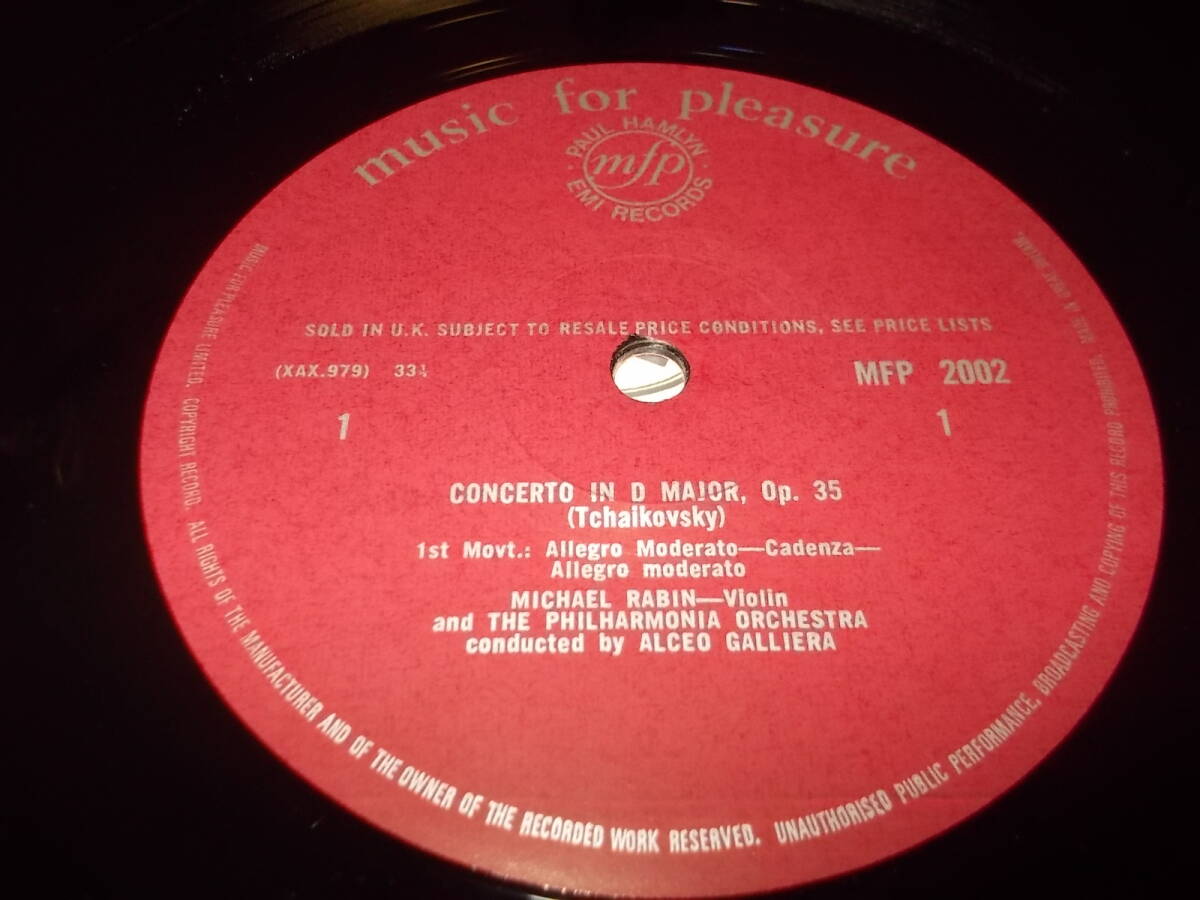 music for pleasure
PAUL HAMLYN
mfp
EMI RECORDS
SOLD IN U.K. SUBJECT TO RESALE PRICE CONDITIONS, SEE PRICE LISTS
(XAX.979) 33⅓
MFP 2002
1
1
CONCERTO IN D MAJOR, Op. 35
(Tchaikovsky)
1st Movt.: Allegro Moderato—Cadenza—
Allegro moderato
MICHAEL RABIN—Violin
and THE PHILHARMONIA ORCHESTRA
conducted by ALCEO GALLIERA
MUSIC FOR PLEASURE LIMITED. COPYRIGHT RECORD. ALL RIGHTS OF THE MANUFACTURER AND OF THE OWNER OF THE RECORDED WORK RESERVED. UNAUTHORISED PUBLIC PERFORMANCE, BROADCASTING AND COPYING OF THIS RECORD PROHIBITED. MADE IN GREAT BRITAIN.